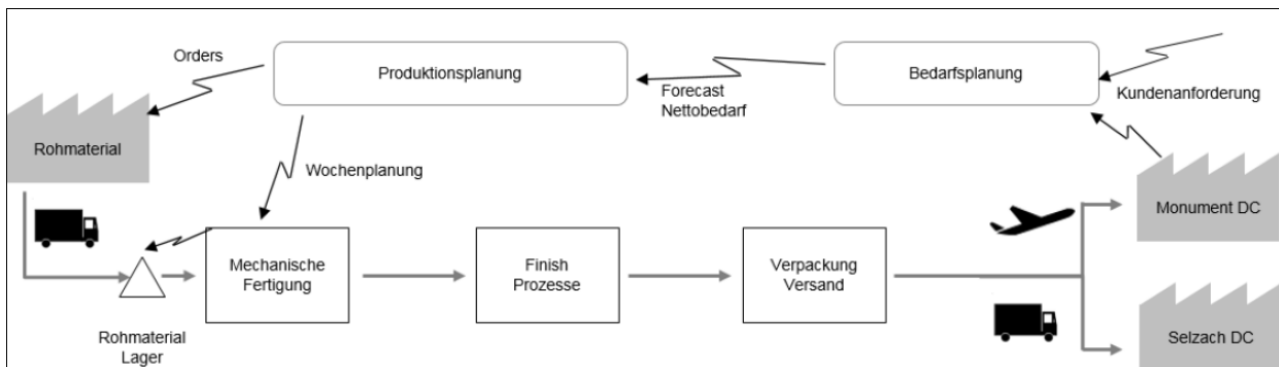 Orders
Produktionsplanung
Bedarfsplanung
Forecast
Nettobedarf
Kundenanforderung
Rohmaterial
Wochenplanung
Monument DC
Mechanische
Fertigung
Finish
Prozesse
Verpackung
Versand
Rohmaterial
Lager
Selzach DC